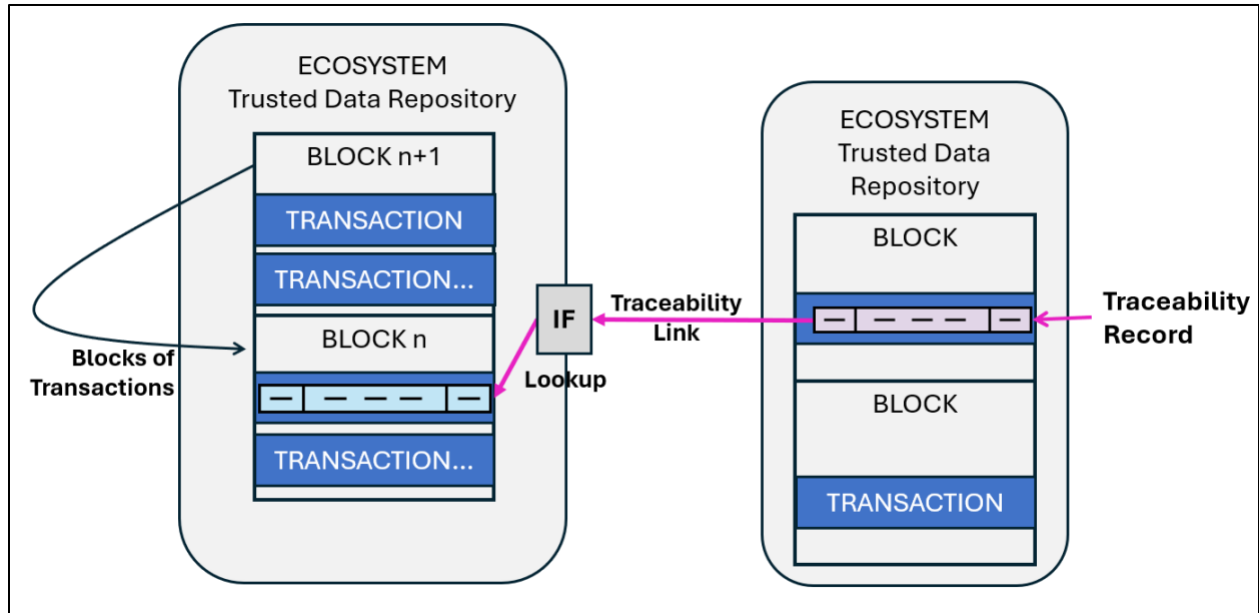 ECOSYSTEM
Trusted Data Repository
BLOCK n+1
TRANSACTION
TRANSACTION...
BLOCK n
TRANSACTION...
Blocks of
Transactions
IF
Lookup
Traceability
Link
ECOSYSTEM
Trusted Data
Repository
BLOCK
BLOCK
TRANSACTION
Traceability
Record